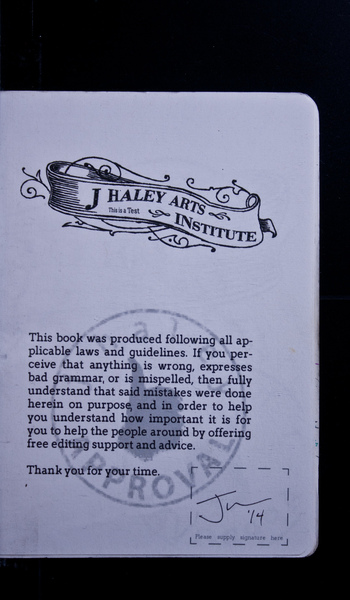 J HALEY ARTS
This is a Test
INSTITUTE
This book was produced following all ap-
plicable laws and guidelines. If you per-
ceive that anything is wrong, expresses
bad grammar, or is mispelled, then fully
understand that said mistakes were done
herein on purpose, and in order to help
you understand how important it is for
you to help the people around by offering
free editing support and advice.
APPROVAL
Thank you for your time.
'14
Please supply signature here